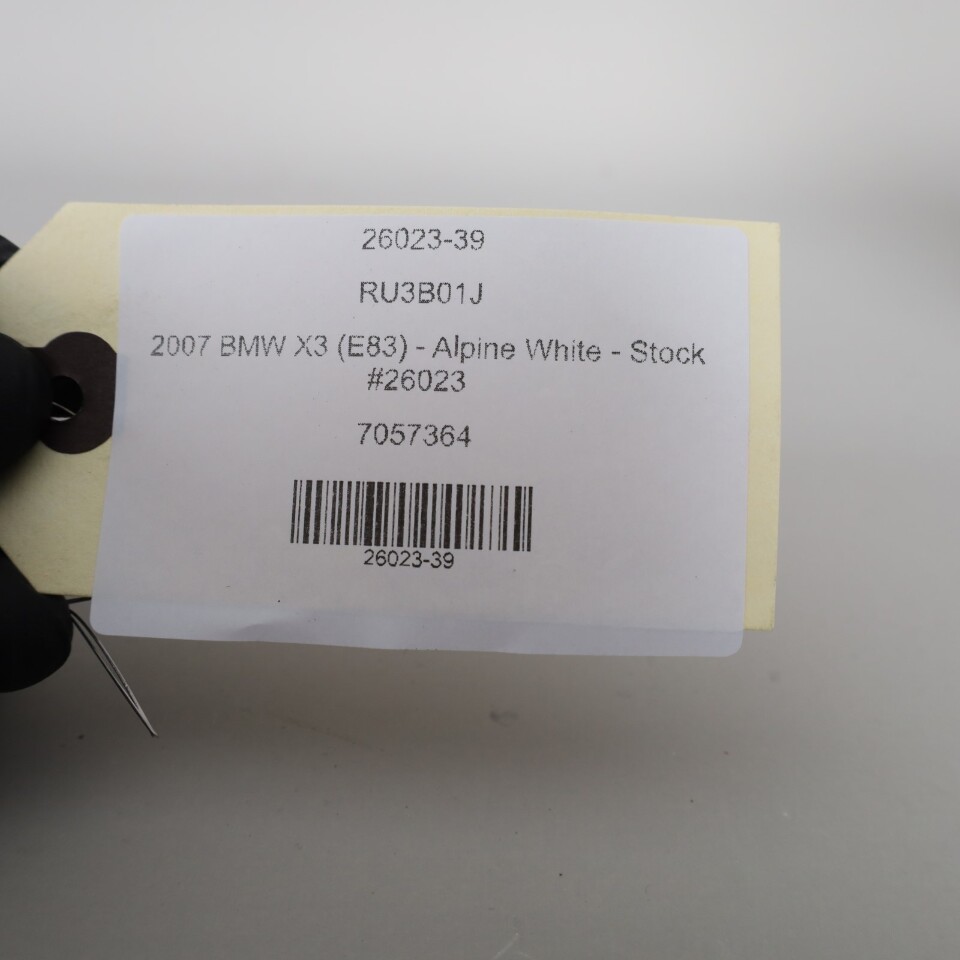 26023-39
RU3B01J
2007 BMW X3 (E83) - Alpine White - Stock
#26023
7057364
26023-39